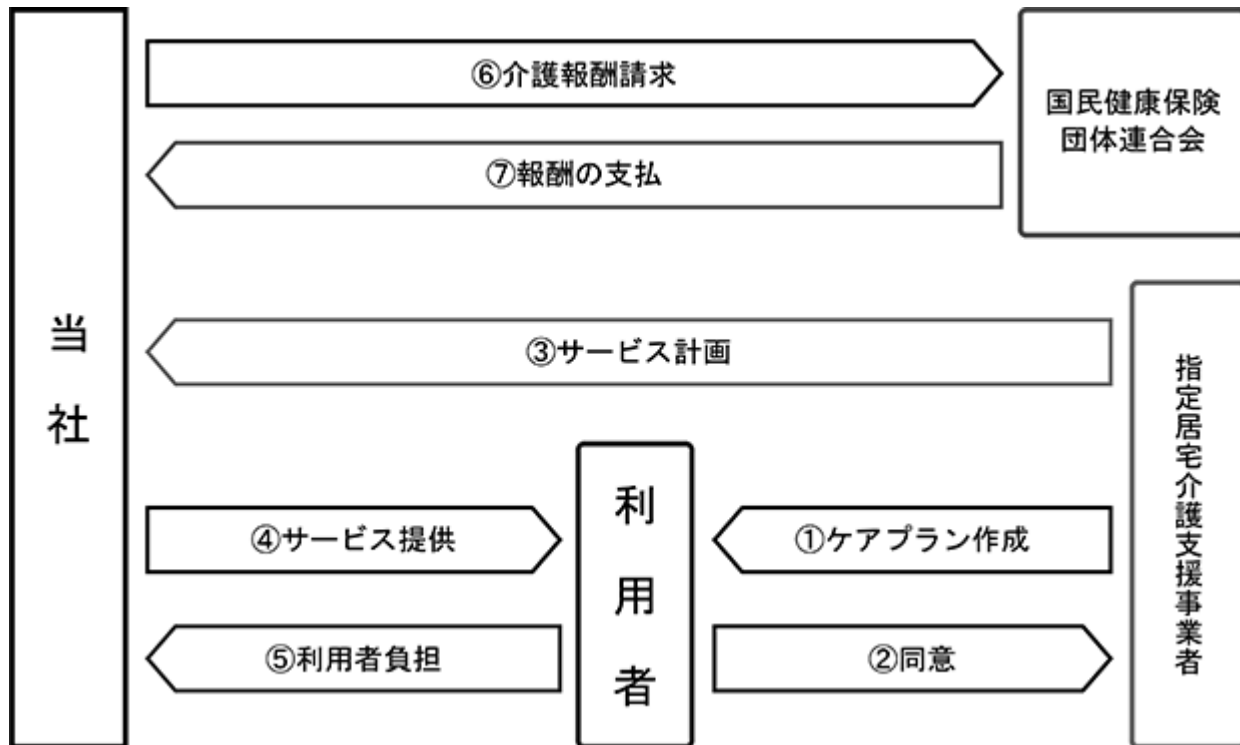 ⑥介護報酬請求
国民健康保険
団体連合会
⑦報酬の支払
当社
③サービス計画
指定居宅介護支援事業者
利用者
④サービス提供
①ケアプラン作成
⑤利用者負担
②同意